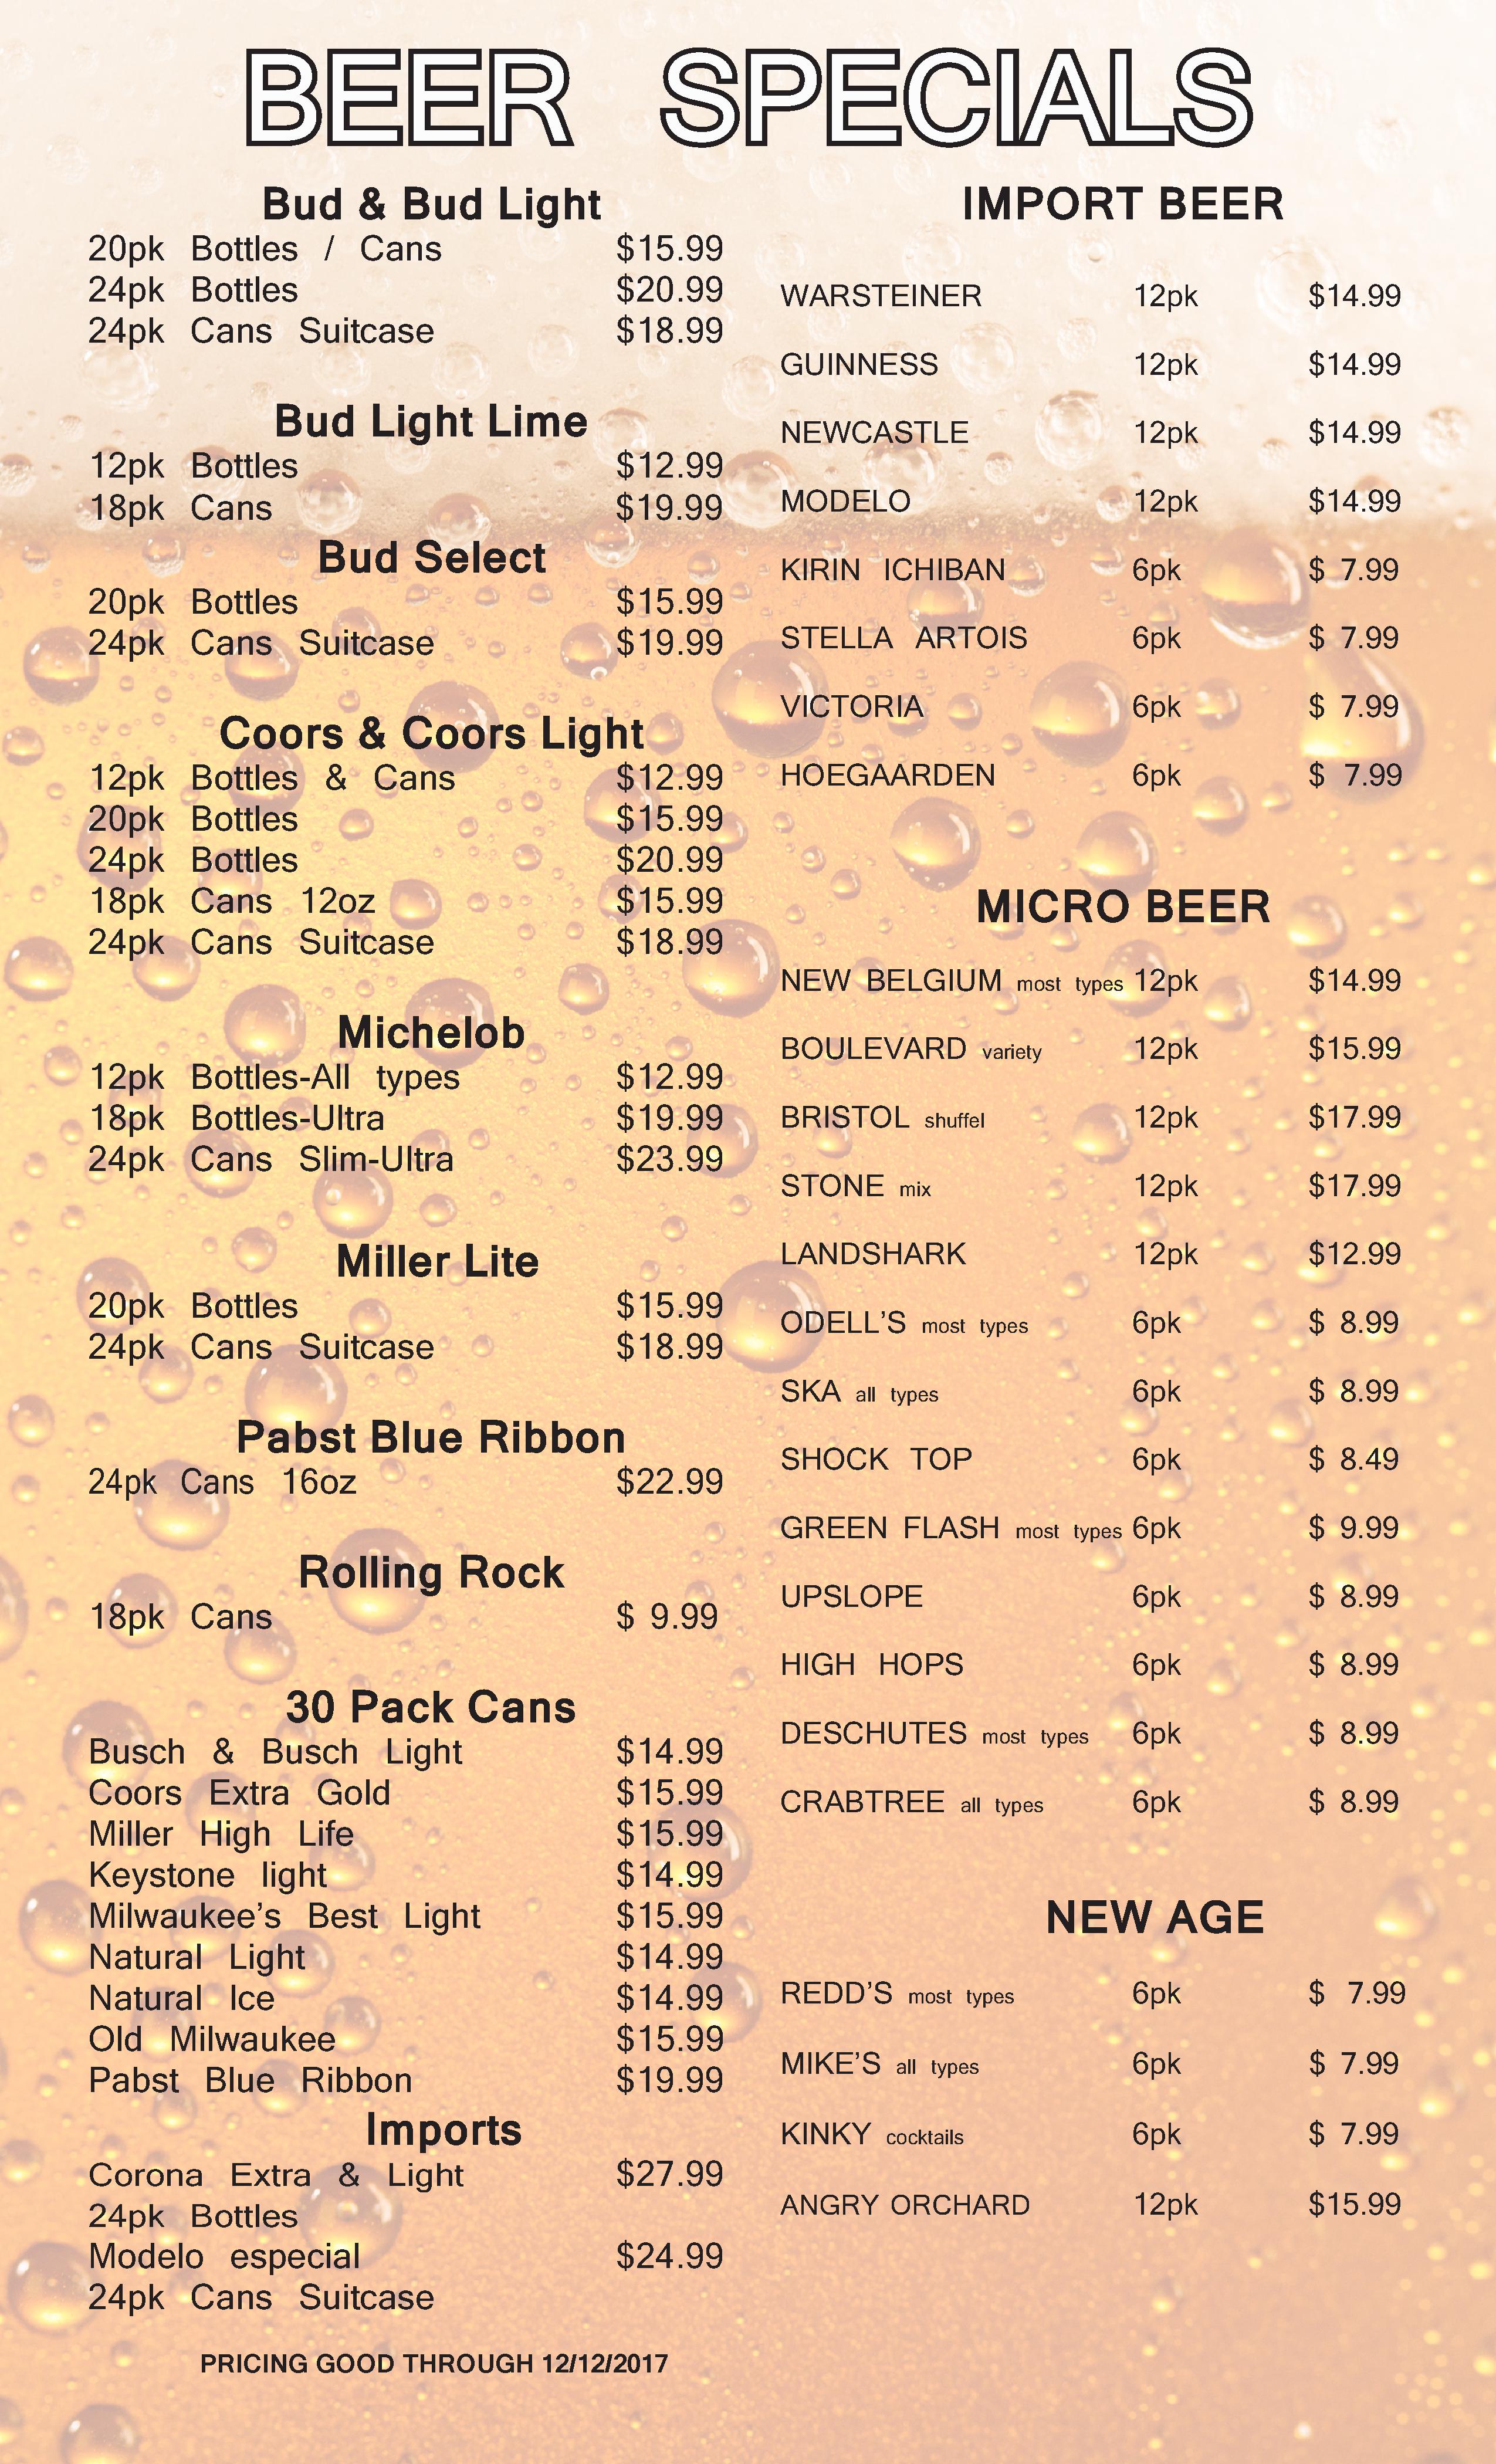 BEER SPECIALS
Bud & Bud Light
20pk Bottles / Cans $15.99
24pk Bottles $20.99
24pk Cans Suitcase $18.99
Bud Light Lime
12pk Bottles $12.99
18pk Cans $19.99
Bud Select
20pk Bottles $15.99
24pk Cans Suitcase $19.99
Coors & Coors Light
12pk Bottles & Cans $12.99
20pk Bottles $15.99
24pk Bottles $20.99
18pk Cans 12oz $15.99
24pk Cans Suitcase $18.99
Michelob
12pk Bottles-All types $12.99
18pk Bottles-Ultra $19.99
24pk Cans Slim-Ultra $23.99
Miller Lite
20pk Bottles $15.99
24pk Cans Suitcase $18.99
Pabst Blue Ribbon
24pk Cans 16oz $22.99
Rolling Rock
18pk Cans $ 9.99
30 Pack Cans
Busch & Busch Light $14.99
Coors Extra Gold $15.99
Miller High Life $15.99
Keystone light $14.99
Milwaukee's Best Light $15.99
Natural Light $14.99
Natural Ice $14.99
Old Milwaukee $15.99
Pabst Blue Ribbon $19.99
Imports
Corona Extra & Light $27.99
24pk Bottles
Modelo especial $24.99
24pk Cans Suitcase
PRICING GOOD THROUGH 12/12/2017
IMPORT BEER
WARSTEINER 12pk $14.99
GUINNESS 12pk $14.99
NEWCASTLE 12pk $14.99
MODELO 12pk $14.99
KIRIN ICHIBAN 6pk $ 7.99
STELLA ARTOIS 6pk $ 7.99
VICTORIA 6pk $ 7.99
HOEGAARDEN 6pk $ 7.99
MICRO BEER
NEW BELGIUM most types 12pk $14.99
BOULEVARD variety 12pk $15.99
BRISTOL shuffel 12pk $17.99
STONE mix 12pk $17.99
LANDSHARK 12pk $12.99
ODELL'S most types 6pk $ 8.99
SKA all types 6pk $ 8.99
SHOCK TOP 6pk $ 8.49
GREEN FLASH most types 6pk $ 9.99
UPSLOPE 6pk $ 8.99
HIGH HOPS 6pk $ 8.99
DESCHUTES most types 6pk $ 8.99
CRABTREE all types 6pk $ 8.99
NEW AGE
REDD'S most types 6pk $ 7.99
MIKE'S all types 6pk $ 7.99
KINKY cocktails 6pk $ 7.99
ANGRY ORCHARD 12pk $15.99